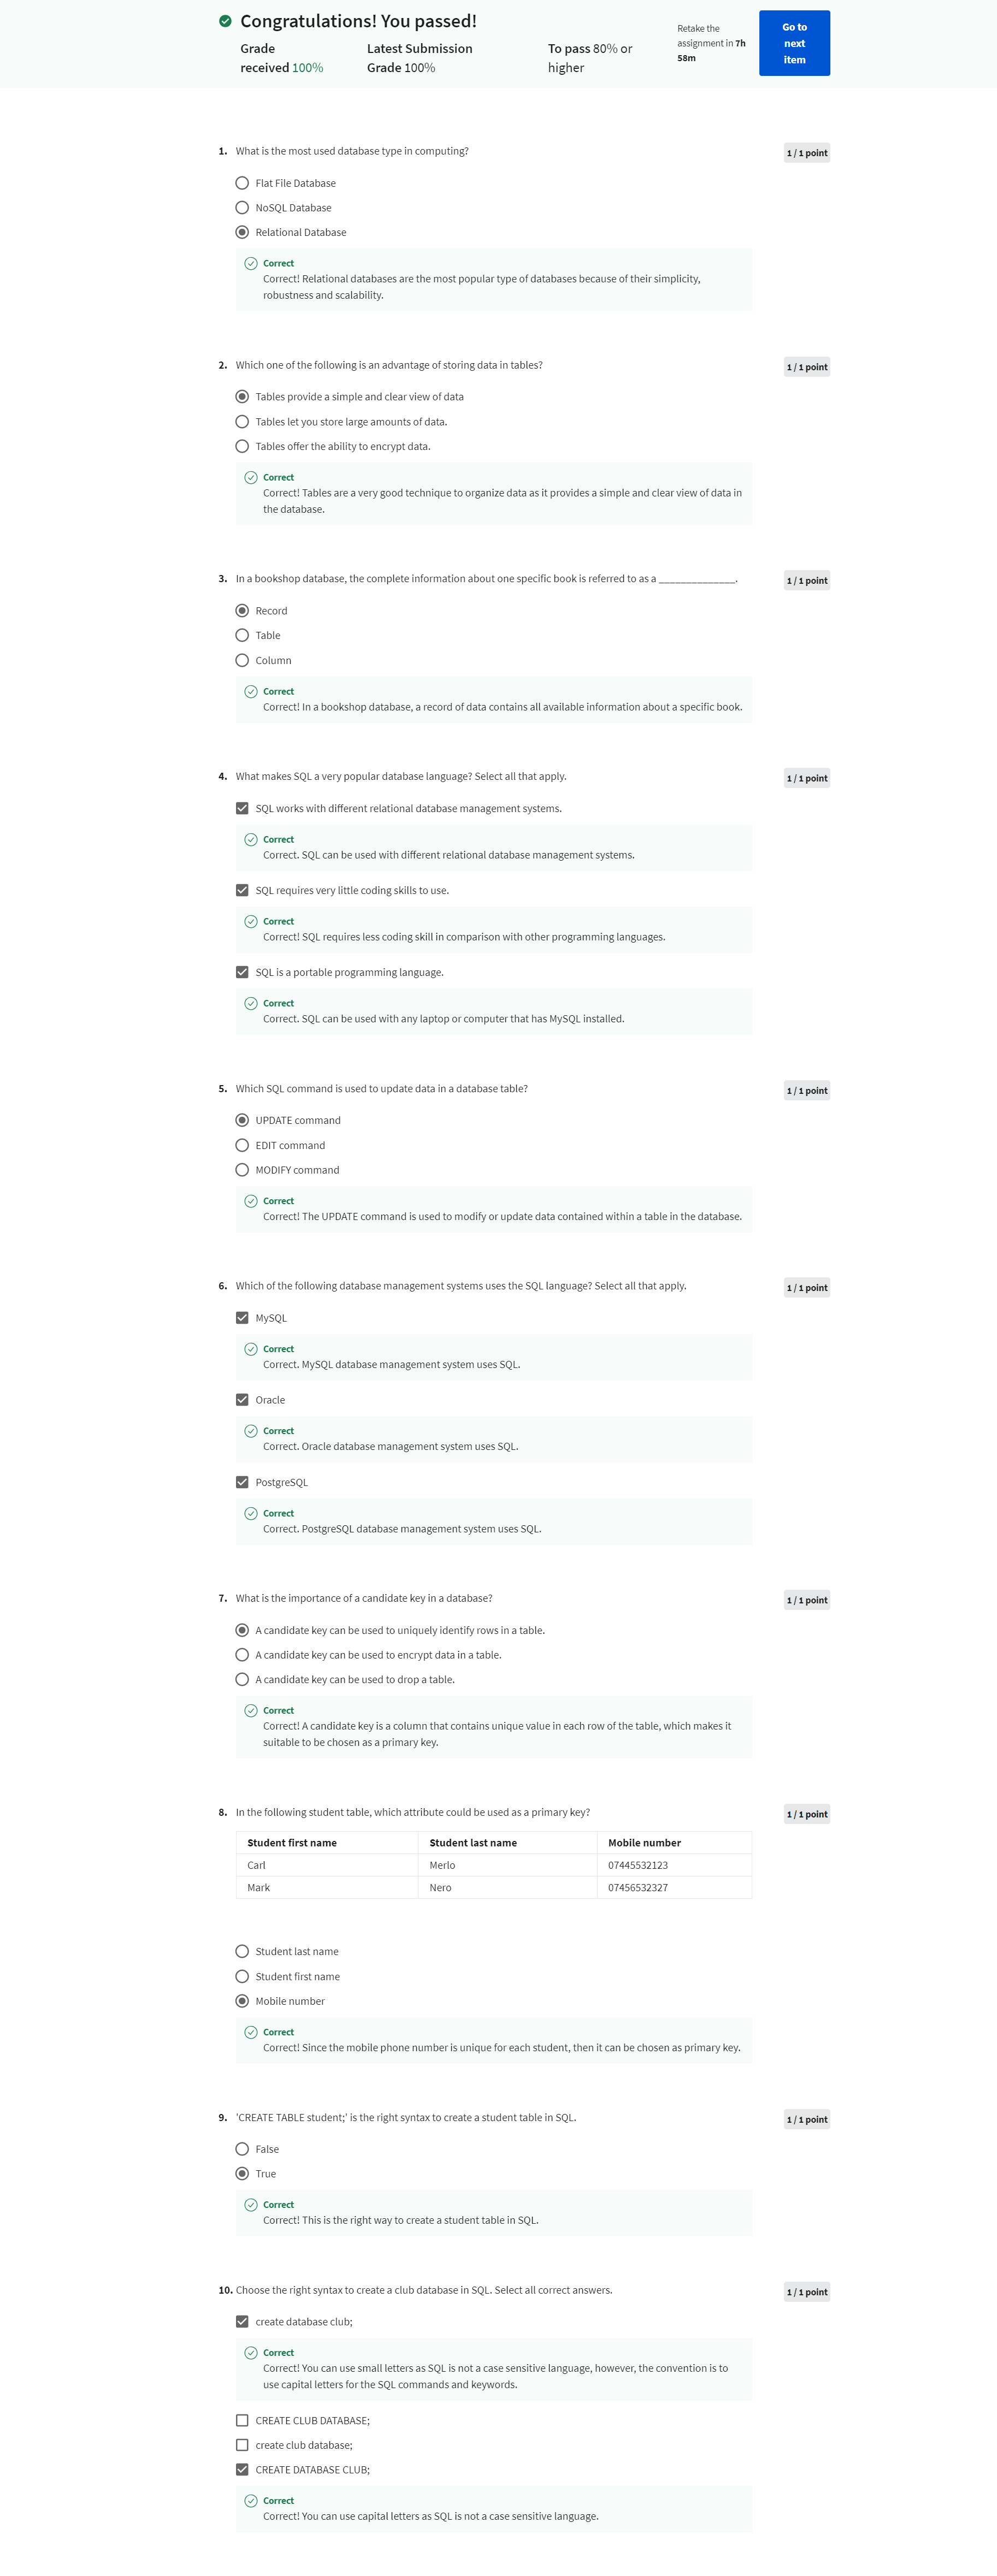 Congratulations! You passed!
Grade
received 100%
Latest Submission
Grade 100%
To pass 80% or
higher
Retake the
assignment in 7h
58m
Go to
next
item
1. What is the most used database type in computing?
1 / 1 point
Flat File Database
NoSQL Database
Relational Database
Correct
Correct! Relational databases are the most popular type of databases because of their simplicity,
robustness and scalability.
2. Which one of the following is an advantage of storing data in tables?
1 / 1 point
Tables provide a simple and clear view of data
Tables let you store large amounts of data.
Tables offer the ability to encrypt data.
Correct
Correct! Tables are a very good technique to organize data as it provides a simple and clear view of data in
the database.
3. In a bookshop database, the complete information about one specific book is referred to as a ______________.
1 / 1 point
Record
Table
Column
Correct
Correct! In a bookshop database, a record of data contains all available information about a specific book.
4. What makes SQL a very popular database language? Select all that apply.
1 / 1 point
SQL works with different relational database management systems.
Correct
Correct. SQL can be used with different relational database management systems.
SQL requires very little coding skills to use.
Correct
Correct! SQL requires less coding skill in comparison with other programming languages.
SQL is a portable programming language.
Correct
Correct. SQL can be used with any laptop or computer that has MySQL installed.
5. Which SQL command is used to update data in a database table?
1 / 1 point
UPDATE command
EDIT command
MODIFY command
Correct
Correct! The UPDATE command is used to modify or update data contained within a table in the database.
6. Which of the following database management systems uses the SQL language? Select all that apply.
1 / 1 point
MySQL
Correct
Correct. MySQL database management system uses SQL.
Oracle
Correct
Correct. Oracle database management system uses SQL.
PostgreSQL
Correct
Correct. PostgreSQL database management system uses SQL.
7. What is the importance of a candidate key in a database?
1 / 1 point
A candidate key can be used to uniquely identify rows in a table.
A candidate key can be used to encrypt data in a table.
A candidate key can be used to drop a table.
Correct
Correct! A candidate key is a column that contains unique value in each row of the table, which makes it
suitable to be chosen as a primary key.
8. In the following student table, which attribute could be used as a primary key?
1 / 1 point
Student first name Student last name Mobile number
Carl Merlo 07445532123
Mark Nero 07456532327
Student last name
Student first name
Mobile number
Correct
Correct! Since the mobile phone number is unique for each student, then it can be chosen as primary key.
9. 'CREATE TABLE student;' is the right syntax to create a student table in SQL.
1 / 1 point
False
True
Correct
Correct! This is the right way to create a student table in SQL.
10. Choose the right syntax to create a club database in SQL. Select all correct answers.
1 / 1 point
create database club;
Correct
Correct! You can use small letters as SQL is not a case sensitive language, however, the convention is to
use capital letters for the SQL commands and keywords.
CREATE CLUB DATABASE;
create club database;
CREATE DATABASE CLUB;
Correct
Correct! You can use capital letters as SQL is not a case sensitive language.